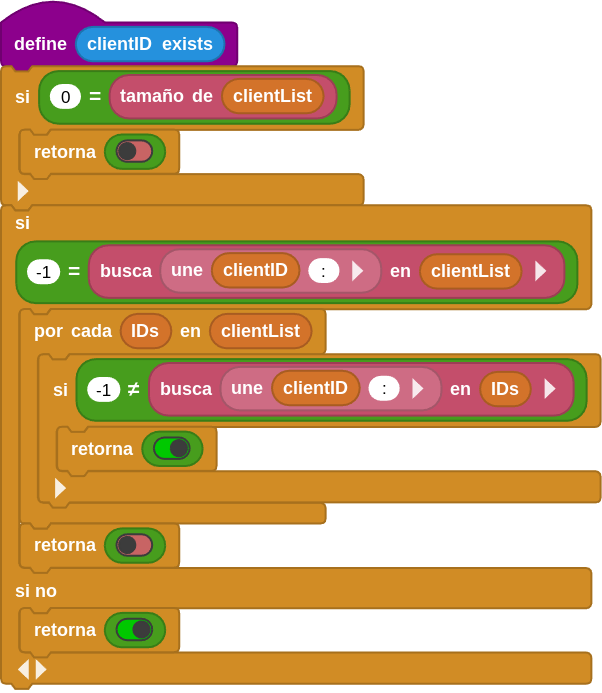 define clientID exists
si 0 = tamaño de clientList
retorna
si
-1 = busca une clientID : en clientList
por cada IDs en clientList
si -1 ≠ busca une clientID : en IDs
retorna
retorna
si no
retorna